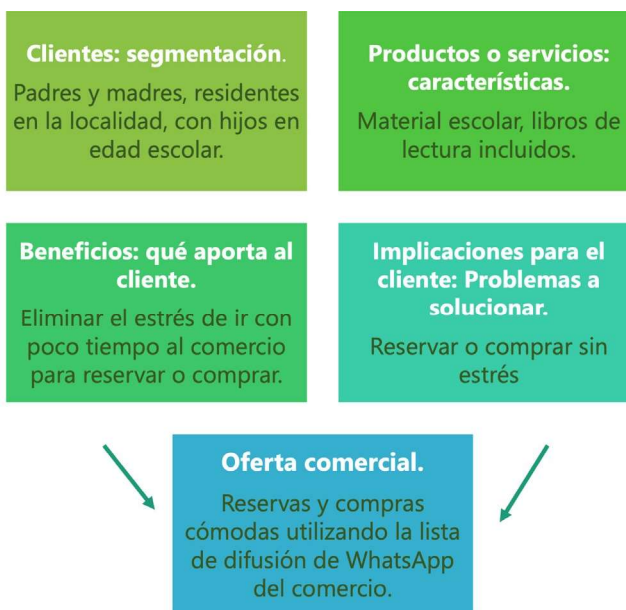 Clientes: segmentación.
Padres y madres, residentes
en la localidad, con hijos en
edad escolar.
Productos o servicios:
características.
Material escolar, libros de
lectura incluidos.
Beneficios: qué aporta al
cliente.
Eliminar el estrés de ir con
poco tiempo al comercio
para reservar o comprar.
Implicaciones para el
cliente: Problemas a
solucionar.
Reservar o comprar sin
estrés
Oferta comercial.
Reservas y compras
cómodas utilizando la lista
de difusión de WhatsApp
del comercio.